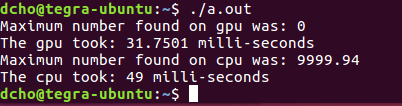 dcho@tegra-ubuntu:~$ ./a.out
Maximum number found on gpu was: 0
The gpu took: 31.7501 milli-seconds
Maximum number found on cpu was: 9999.94
The cpu took: 49 milli-seconds
dcho@tegra-ubuntu:~$